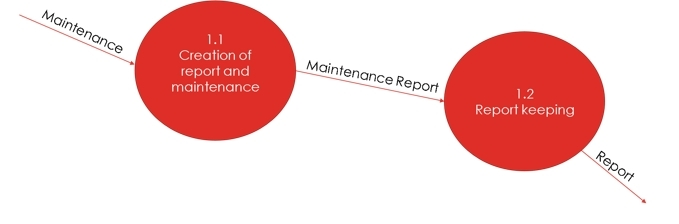 Maintenance
1.1
Creation of
report and
maintenance
Maintenance Report
1.2
Report keeping
Report